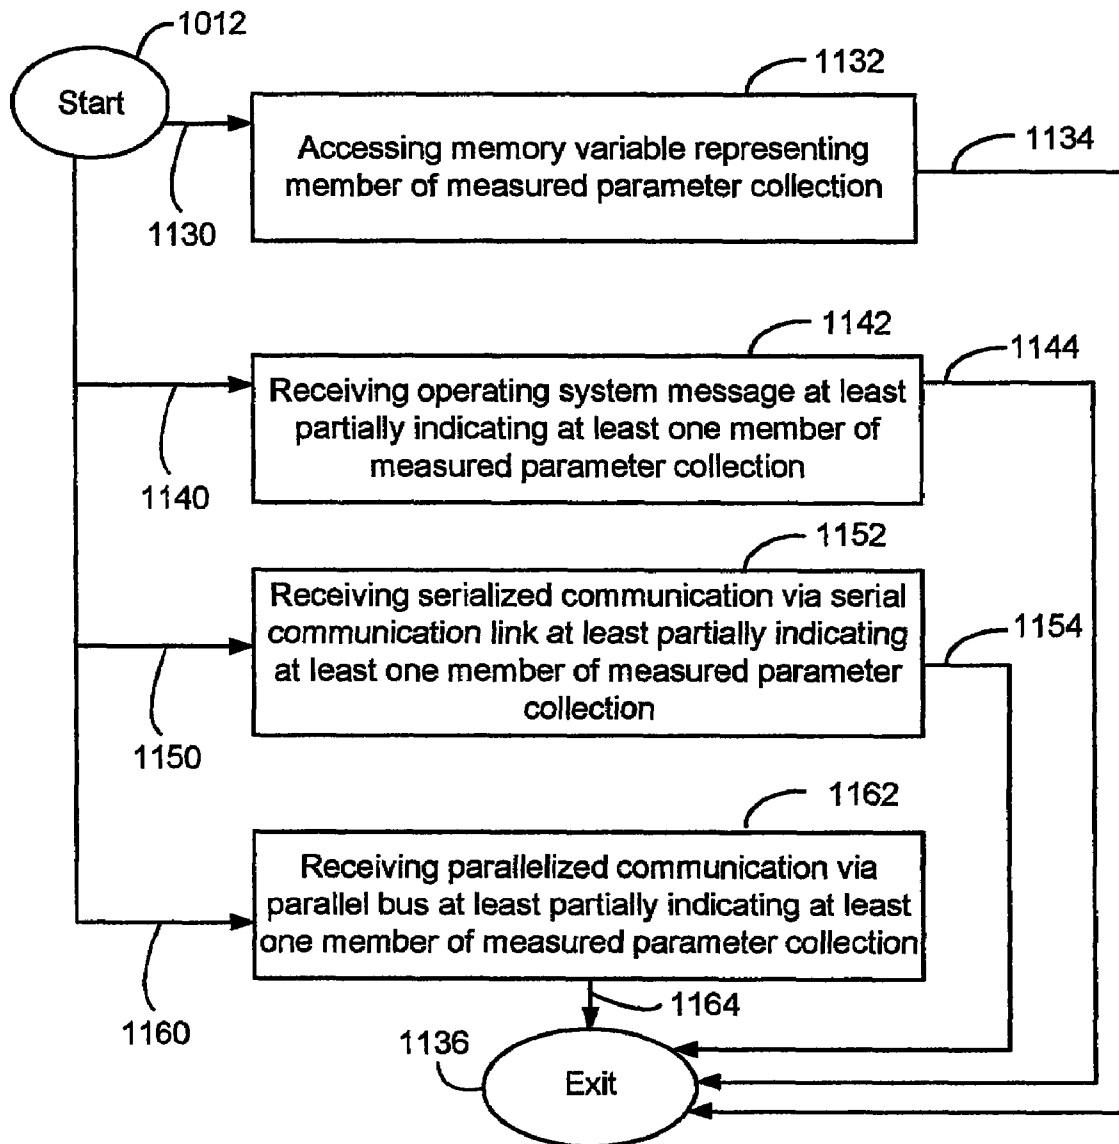 1012
Start
1132
Accessing memory variable representing
member of measured parameter collection
1134
1130
1142
1144
Receiving operating system message at least
partially indicating at least one member of
measured parameter collection
1140
1152
Receiving serialized communication via serial
communication link at least partially indicating
at least one member of measured parameter
collection
1154
1150
1162
Receiving parallelized communication via
parallel bus at least partially indicating at least
one member of measured parameter collection
1160
1164
1136
Exit